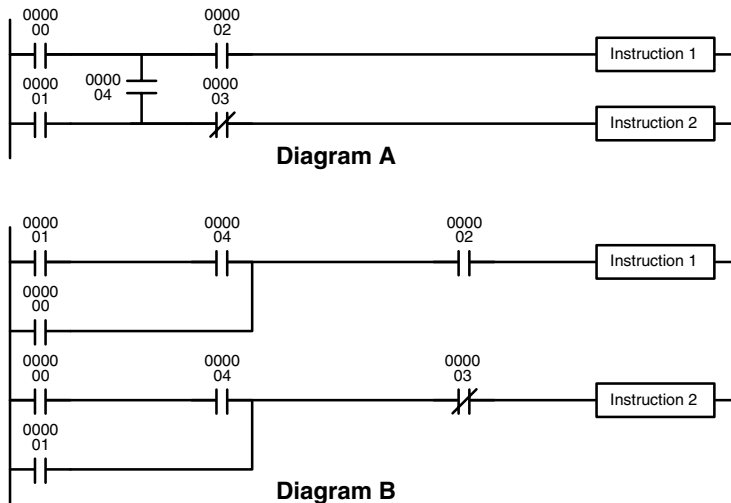 0000 0000
00 02
Instruction 1
0000 0000 0000
01 04 03
Instruction 2
Diagram A
0000 0000 0000
01 04 02
Instruction 1
0000
00
0000 0000 0000
00 04 03
Instruction 2
0000
01
Diagram B